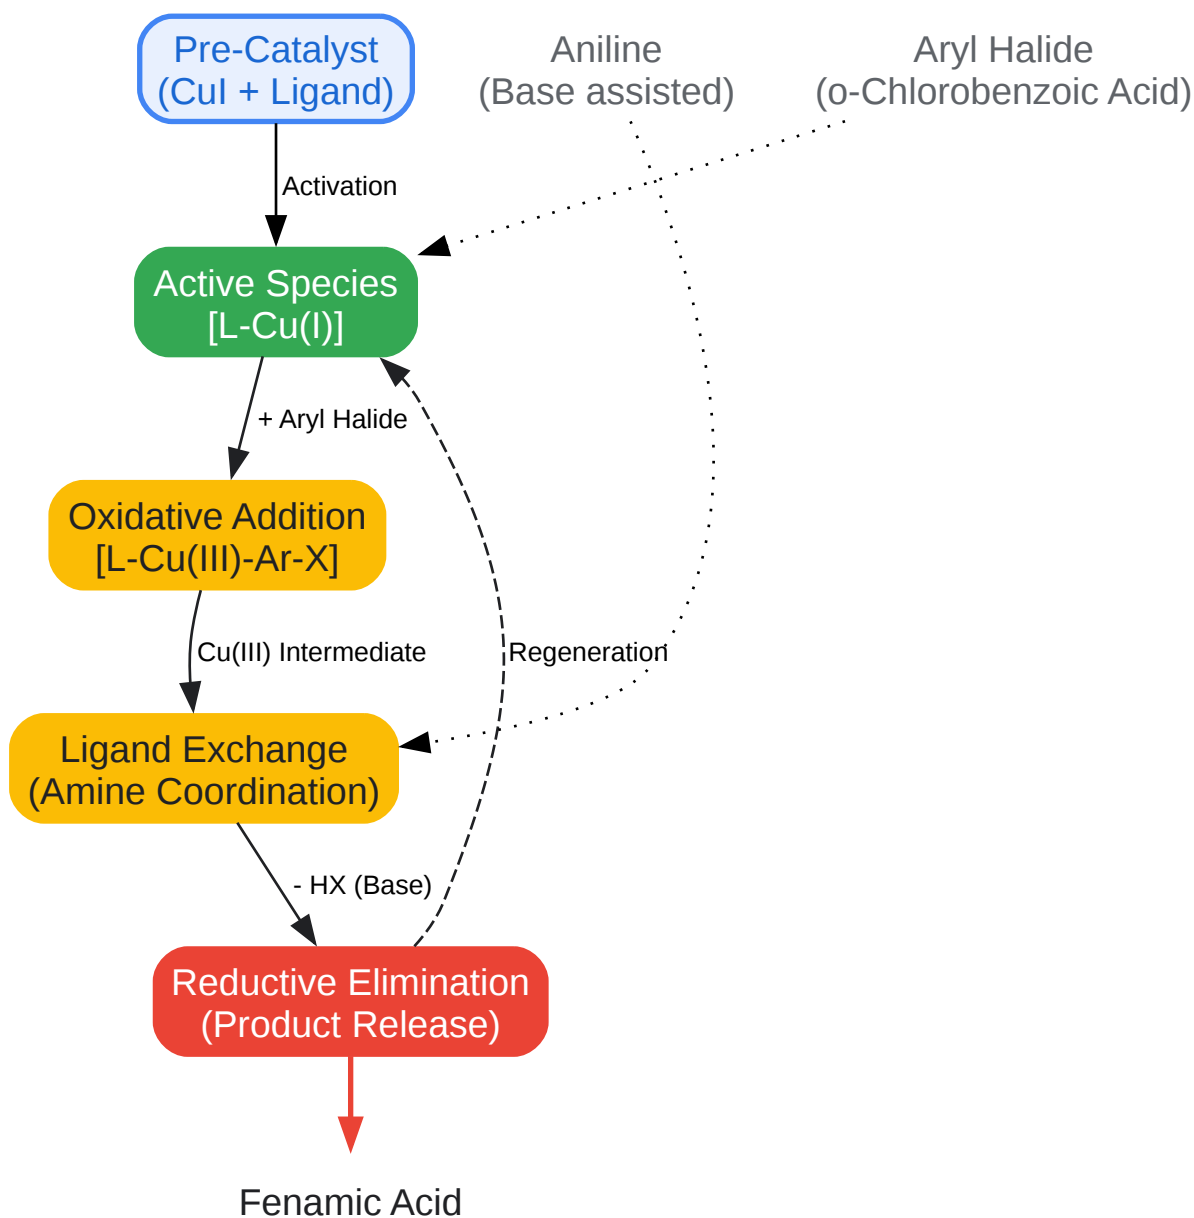 Pre-Catalyst
(CuI + Ligand)
Aniline
(Base assisted)
Aryl Halide
(o-Chlorobenzoic Acid)
Activation
Active Species
[L-Cu(I)]
+ Aryl Halide
Oxidative Addition
[L-Cu(III)-Ar-X]
Cu(III) Intermediate
Regeneration
Ligand Exchange
(Amine Coordination)
- HX (Base)
Reductive Elimination
(Product Release)
Fenamic Acid